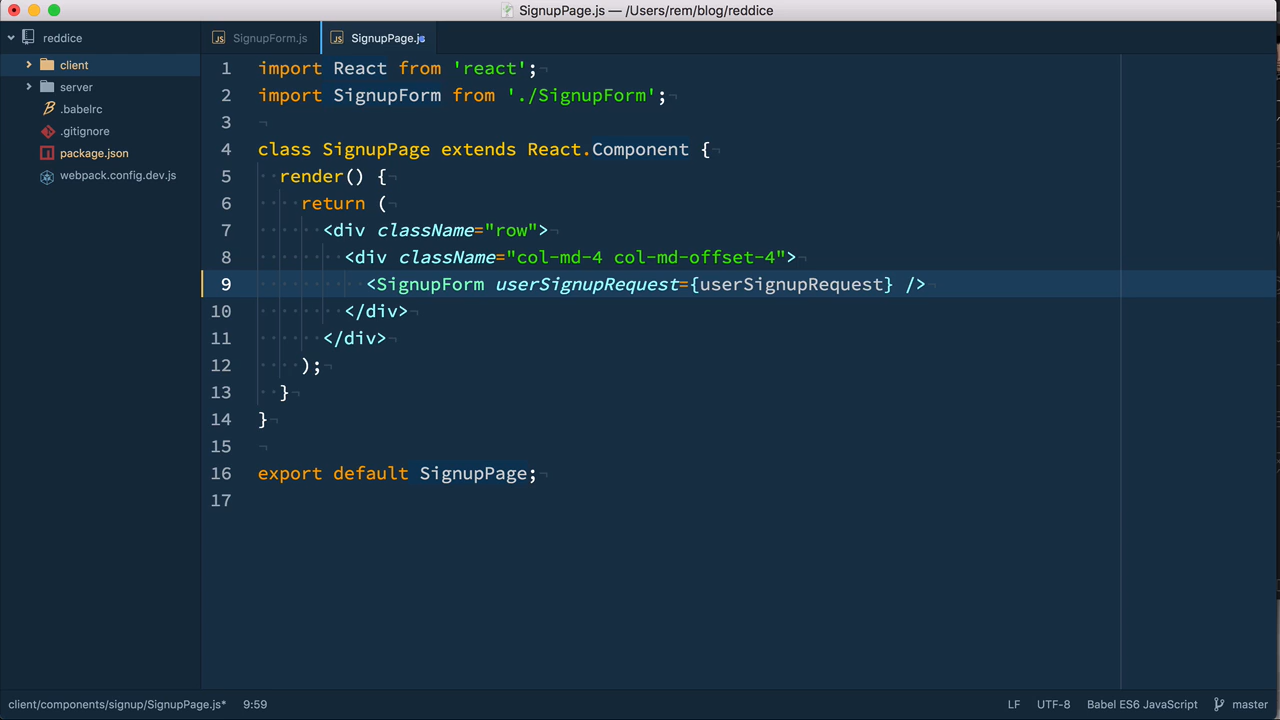 SignupPage.js — /Users/rem/blog/reddice
reddice
client
server
.babelrc
.gitignore
package.json
webpack.config.dev.js
SignupForm.js
SignupPage.js
1 import React from 'react';
2 import SignupForm from './SignupForm';
3
4 class SignupPage extends React.Component {
5 render() {
6 return (
7 <div className="row">
8 <div className="col-md-4 col-md-offset-4">
9 <SignupForm userSignupRequest={userSignupRequest} />
10 </div>
11 </div>
12 );
13 }
14 }
15
16 export default SignupPage;
17
client/components/signup/SignupPage.js* 9:59 LF UTF-8 Babel ES6 JavaScript master